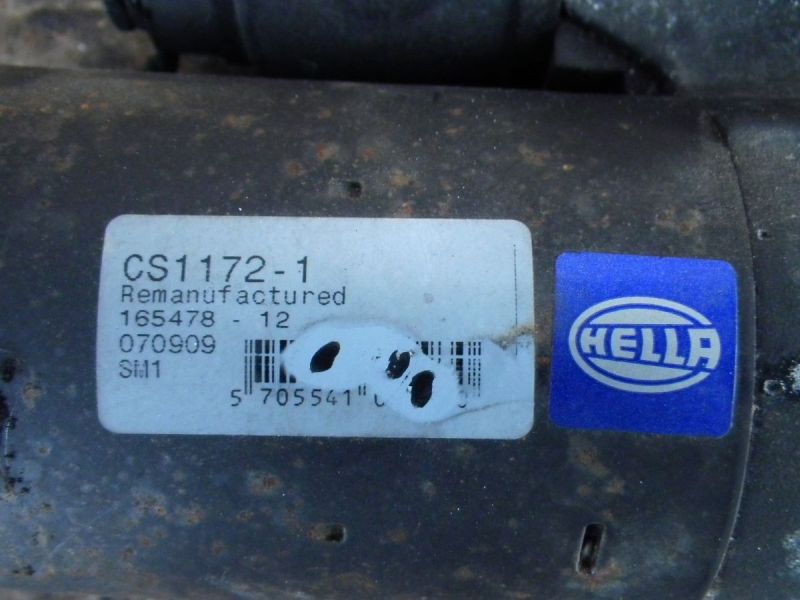 CS1172-1
Remanufactured
165478 - 12
070909
SM1
5 705541
HELLA